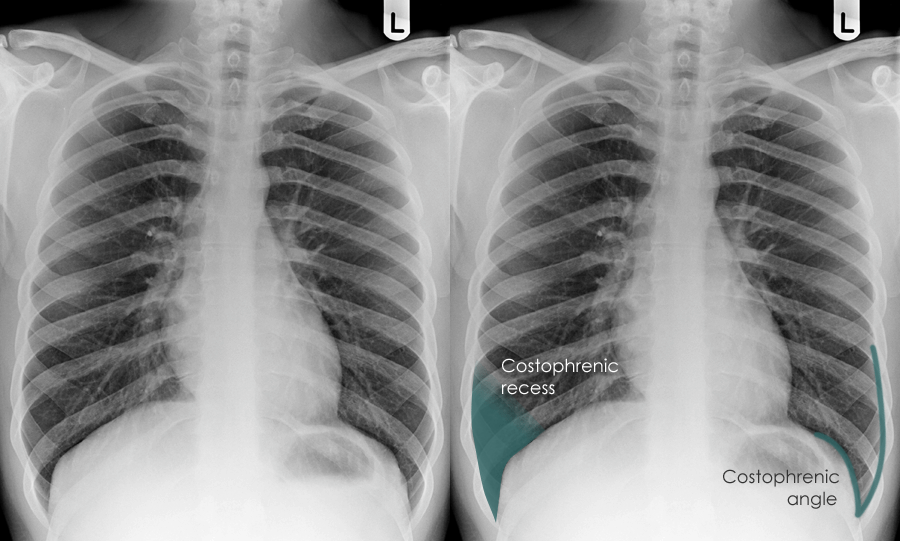 L
L
Costophrenic
recess
Costophrenic
angle